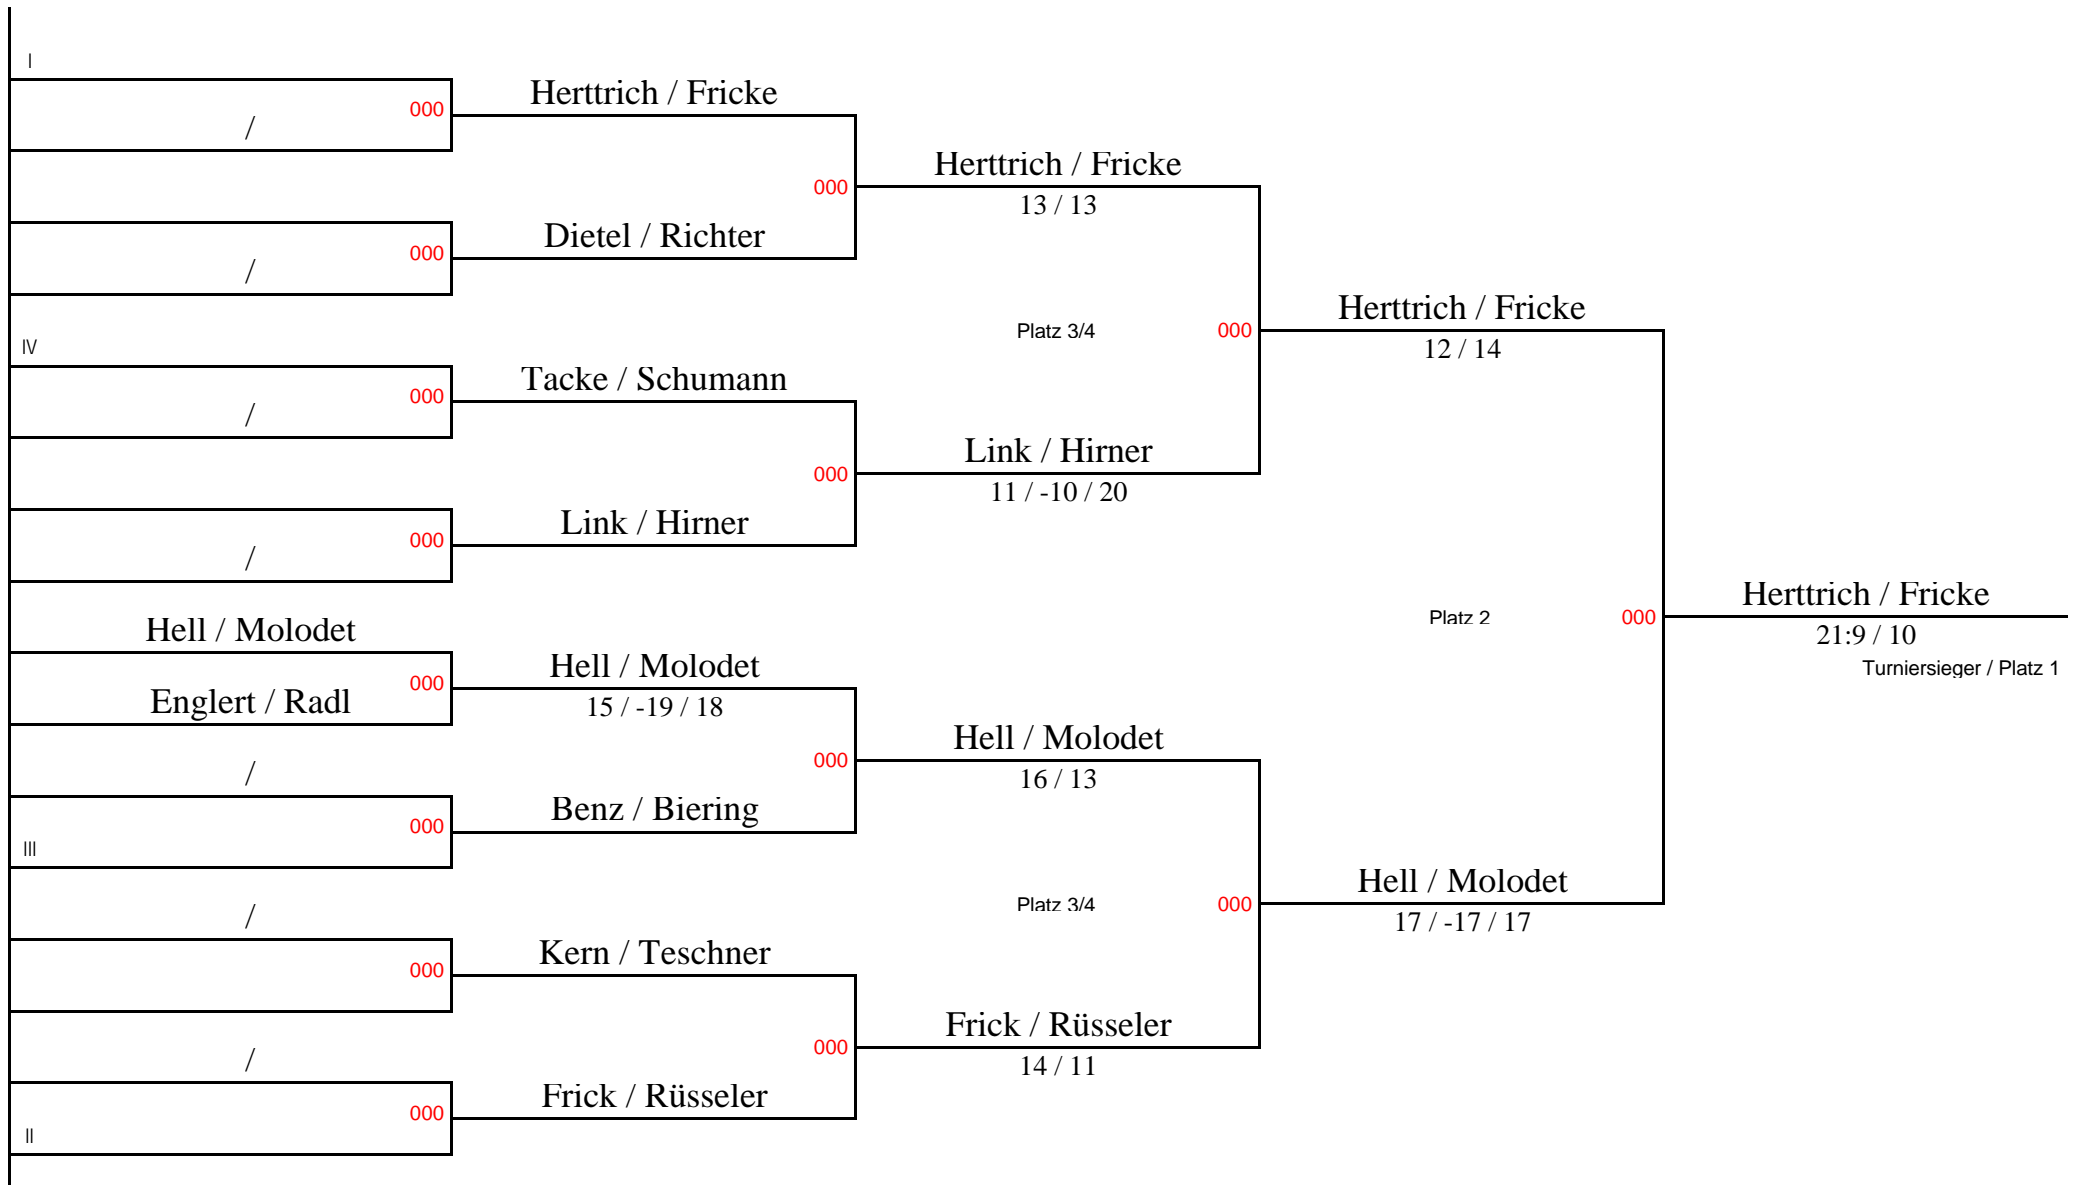 I
000
Herttrich / Fricke
/
Herttrich / Fricke
000
13 / 13
Dietel / Richter
000
/
Herttrich / Fricke
Platz 3/4
000
12 / 14
IV
Tacke / Schumann
000
/
Link / Hirner
000
11 / -10 / 20
Link / Hirner
000
/
Herttrich / Fricke
Platz 2
000
21:9 / 10
Turniersieger / Platz 1
Hell / Molodet
Hell / Molodet
000
15 / -19 / 18
Englert / Radl
Hell / Molodet
000
16 / 13
/
Benz / Biering
000
III
Hell / Molodet
Platz 3/4
000
17 / -17 / 17
/
Kern / Teschner
000
Frick / Rüsseler
000
14 / 11
/
Frick / Rüsseler
000
II